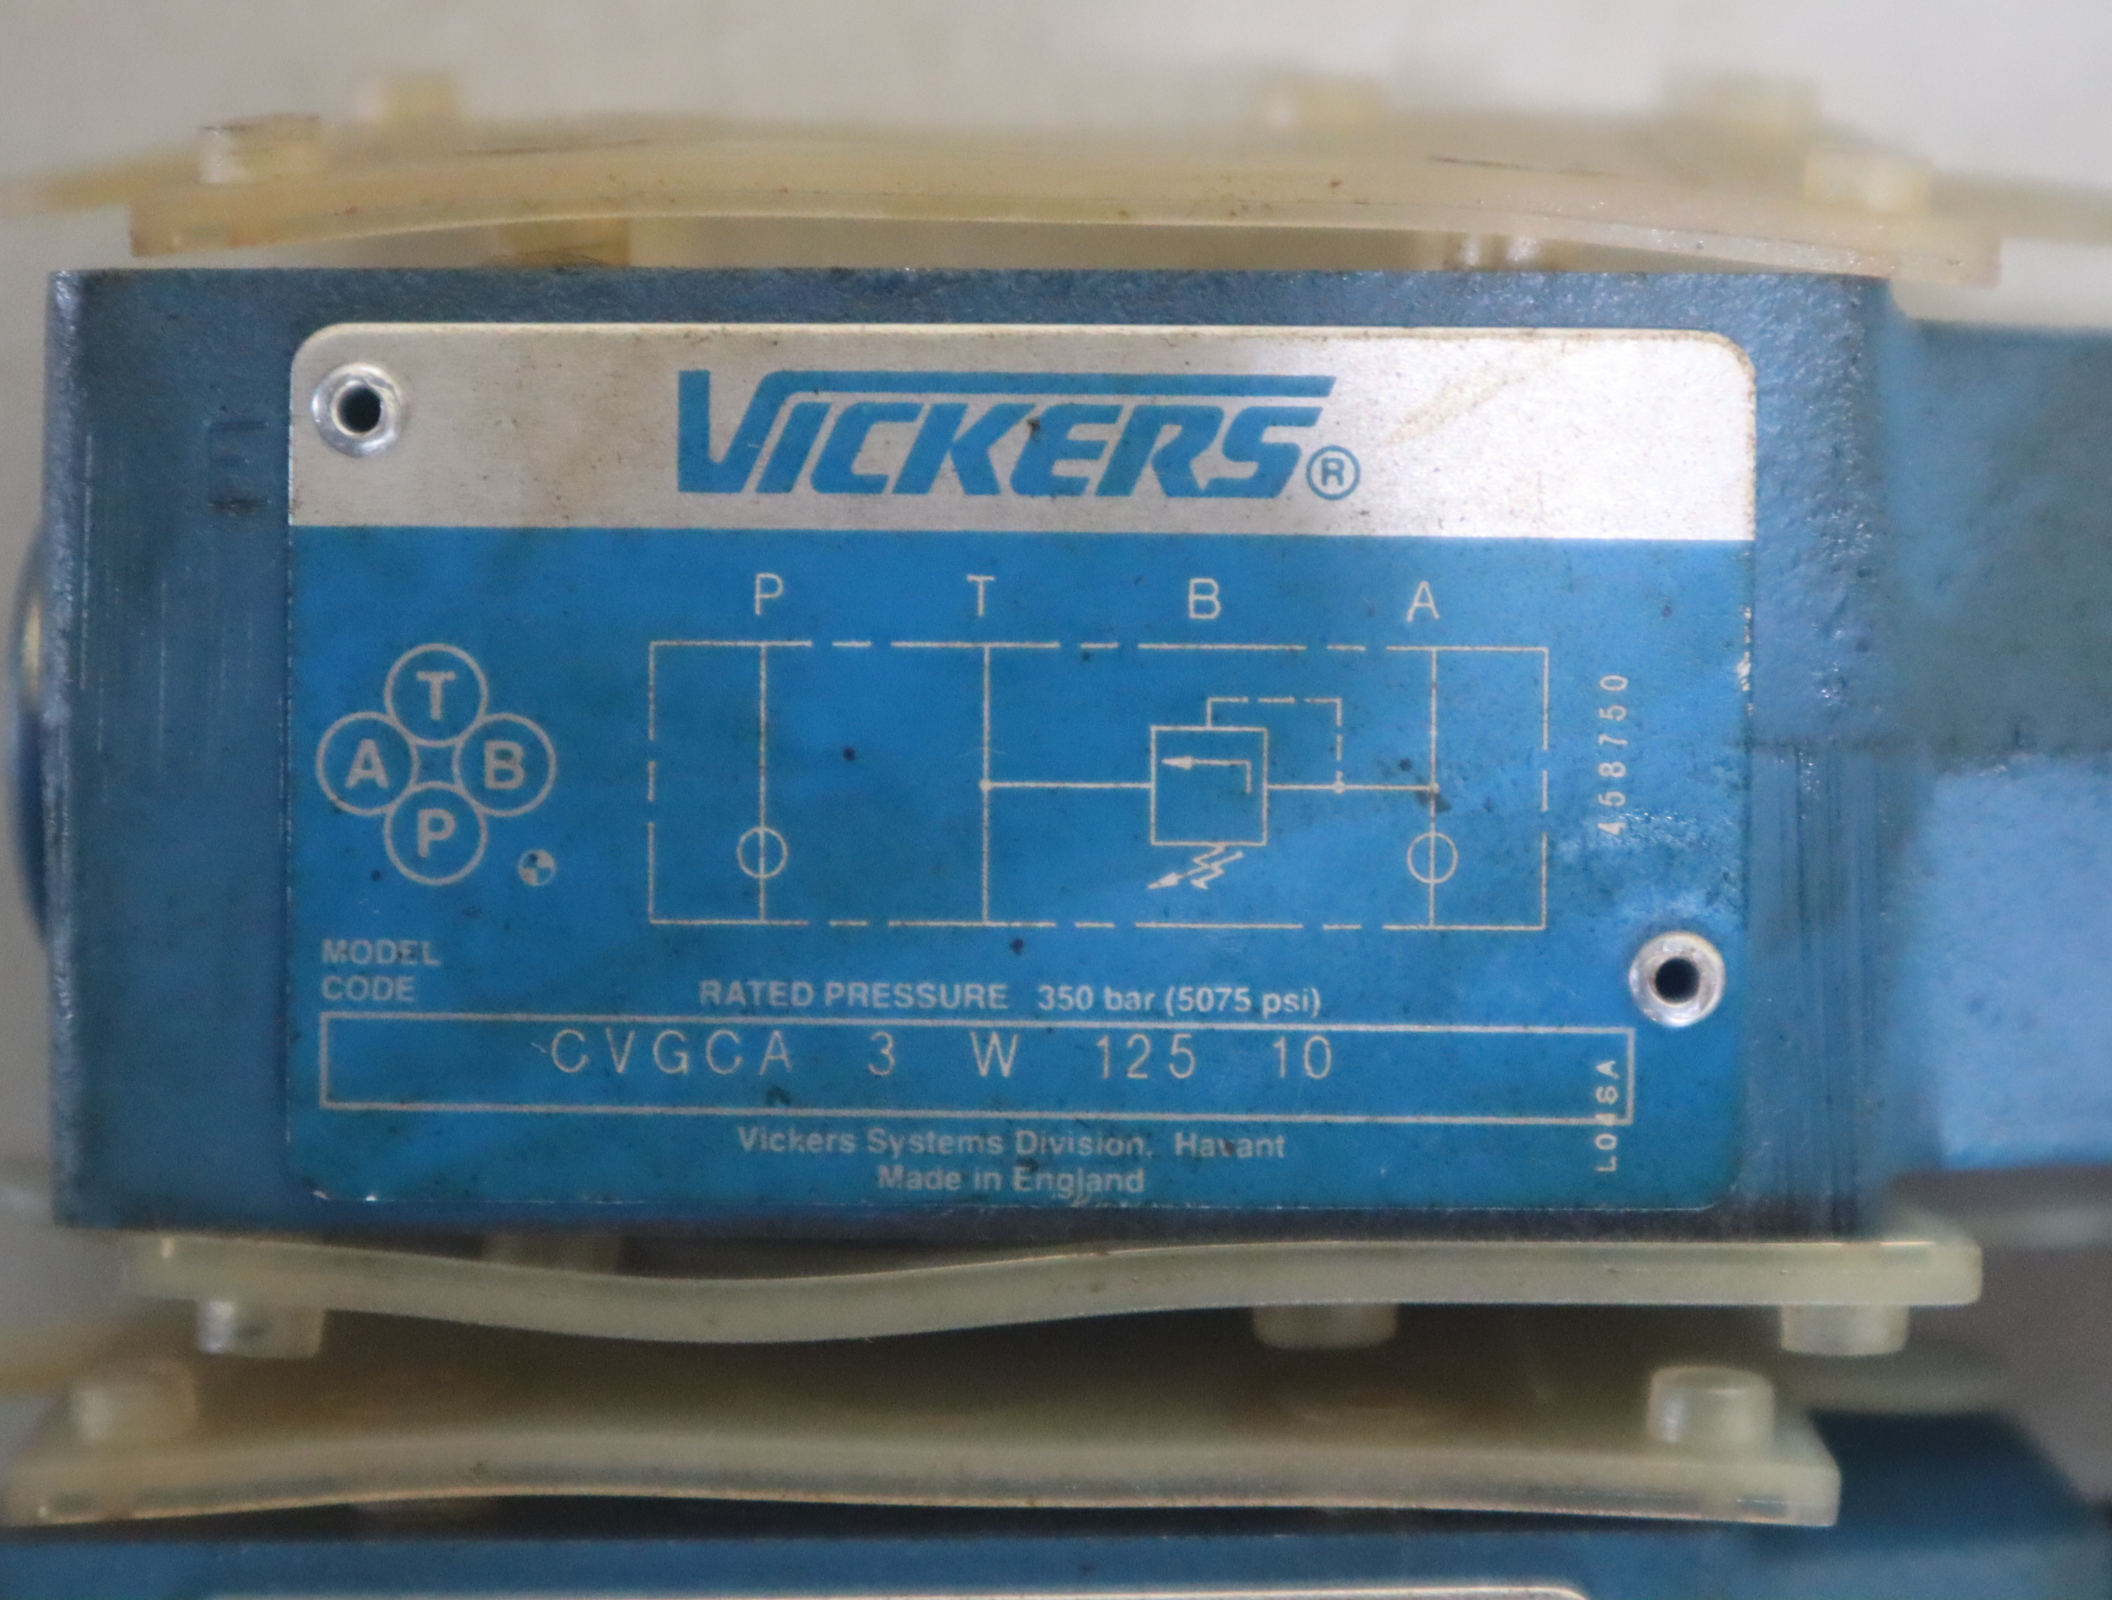 VICKERS®
P T B A
T
A B
P
458750
MODEL
CODE
RATED PRESSURE 350 bar (5075 psi)
CVGCA 3 W 125 10
L046A
Vickers Systems Division, Havant
Made in England